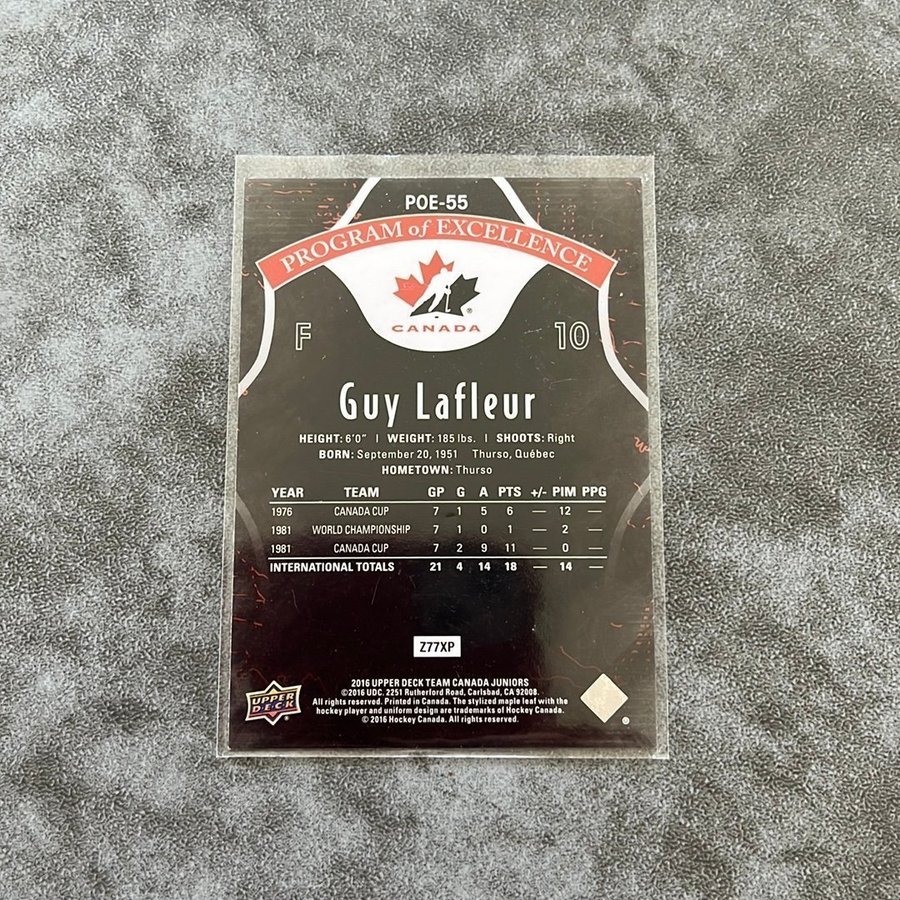 POE-55
PROGRAM of EXCELLENCE
®
CANADA
F 10
Guy Lafleur
HEIGHT: 6'0" | WEIGHT: 185 lbs. | SHOOTS: Right
BORN: September 20, 1951 Thurso, Québec
HOMETOWN: Thurso
YEAR TEAM GP G A PTS +/- PIM PPG
1976 CANADA CUP 7 1 5 6 — 12 —
1981 WORLD CHAMPIONSHIP 7 1 0 1 — 2 —
1981 CANADA CUP 7 2 9 11 — 0 —
INTERNATIONAL TOTALS 21 4 14 18 — 14 —
Z77XP
2016 UPPER DECK TEAM CANADA JUNIORS
©2016 UDC. 2251 Rutherford Road, Carlsbad, CA 92008.
All rights reserved. Printed in Canada. The stylized maple leaf with the
hockey player and uniform design are trademarks of Hockey Canada.
© 2016 Hockey Canada. All rights reserved.
UPPER
DECK
®
®